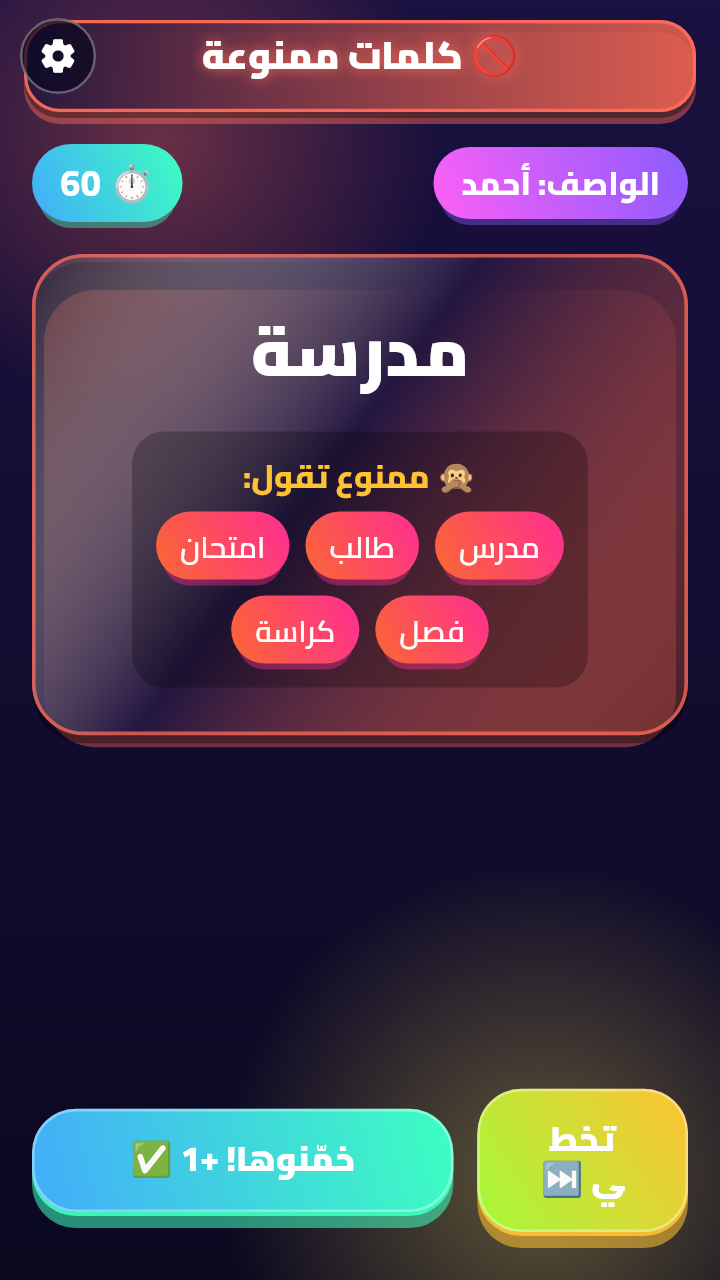 🚫 كلمات ممنوعة
الواصف: أحمد
⏱️ 60
مدرسة
🙊 ممنوع تقول:
مدرس طالب امتحان
فصل كراسة
تخط
ي ⏭️
خمّنوها! +1 ✅